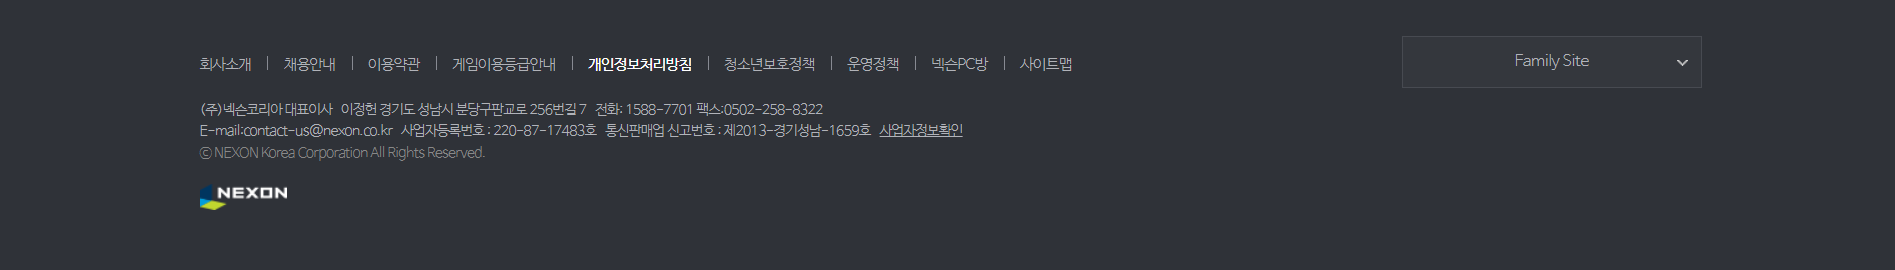 회사소개 | 채용안내 | 이용약관 | 게임이용등급안내 | 개인정보처리방침 | 청소년보호정책 | 운영정책 | 넥슨PC방 | 사이트맵
Family Site
(주)넥슨코리아 대표이사 이정헌 경기도 성남시 분당구판교로 256번길 7 전화: 1588-7701 팩스:0502-258-8322
E-mail:contact-us@nexon.co.kr 사업자등록번호 : 220-87-17483호 통신판매업 신고번호 : 제2013-경기성남-1659호 사업자정보확인
ⓒ NEXON Korea Corporation All Rights Reserved.
NEXON